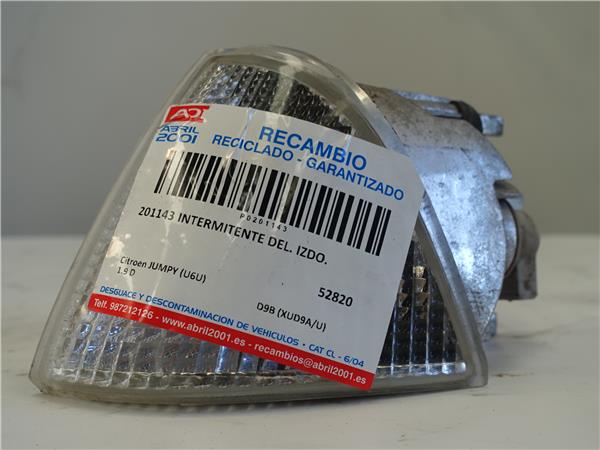 AD
ABRIL
2001
RECAMBIO
RECICLADO - GARANTIZADO
P0201143
201143 INTERMITENTE DEL. IZDO.
52820
Citroen JUMPY (U6U)
1.9 D
D9B (XUD9A/U)
DESGUACE Y DESCONTAMINACION DE VEHICULOS • CAT CL - 6/04
Telf. 987212126 - www.abril2001.es - recambios@abril2001.es